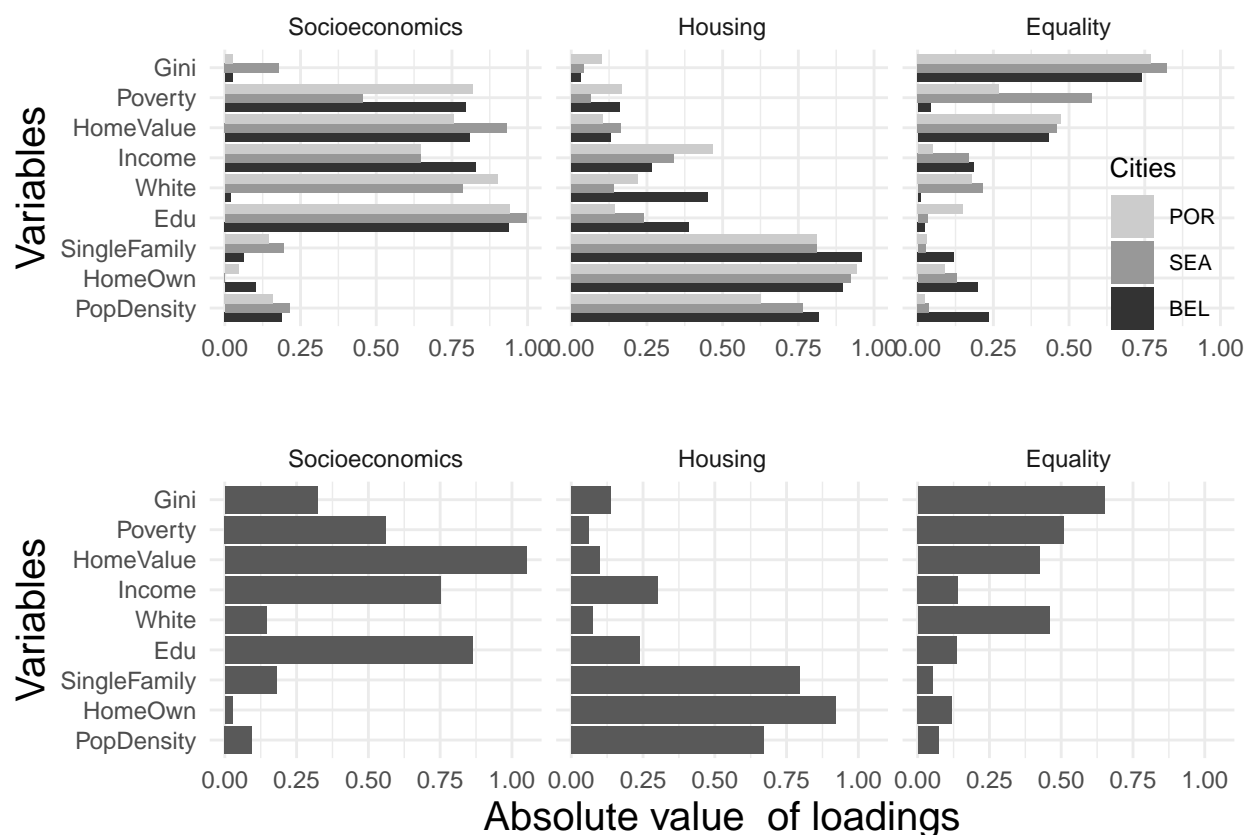 Socioeconomics Housing Equality
Variables
Gini
Poverty
HomeValue
Income
White
Edu
SingleFamily
HomeOwn
PopDensity
Cities
POR
SEA
BEL
0.00 0.25 0.50 0.75 1.00 0.00 0.25 0.50 0.75 1.00 0.00 0.25 0.50 0.75 1.00
Socioeconomics Housing Equality
Variables
Gini
Poverty
HomeValue
Income
White
Edu
SingleFamily
HomeOwn
PopDensity
0.00 0.25 0.50 0.75 1.00 0.00 0.25 0.50 0.75 1.00 0.00 0.25 0.50 0.75 1.00
Absolute value of loadings